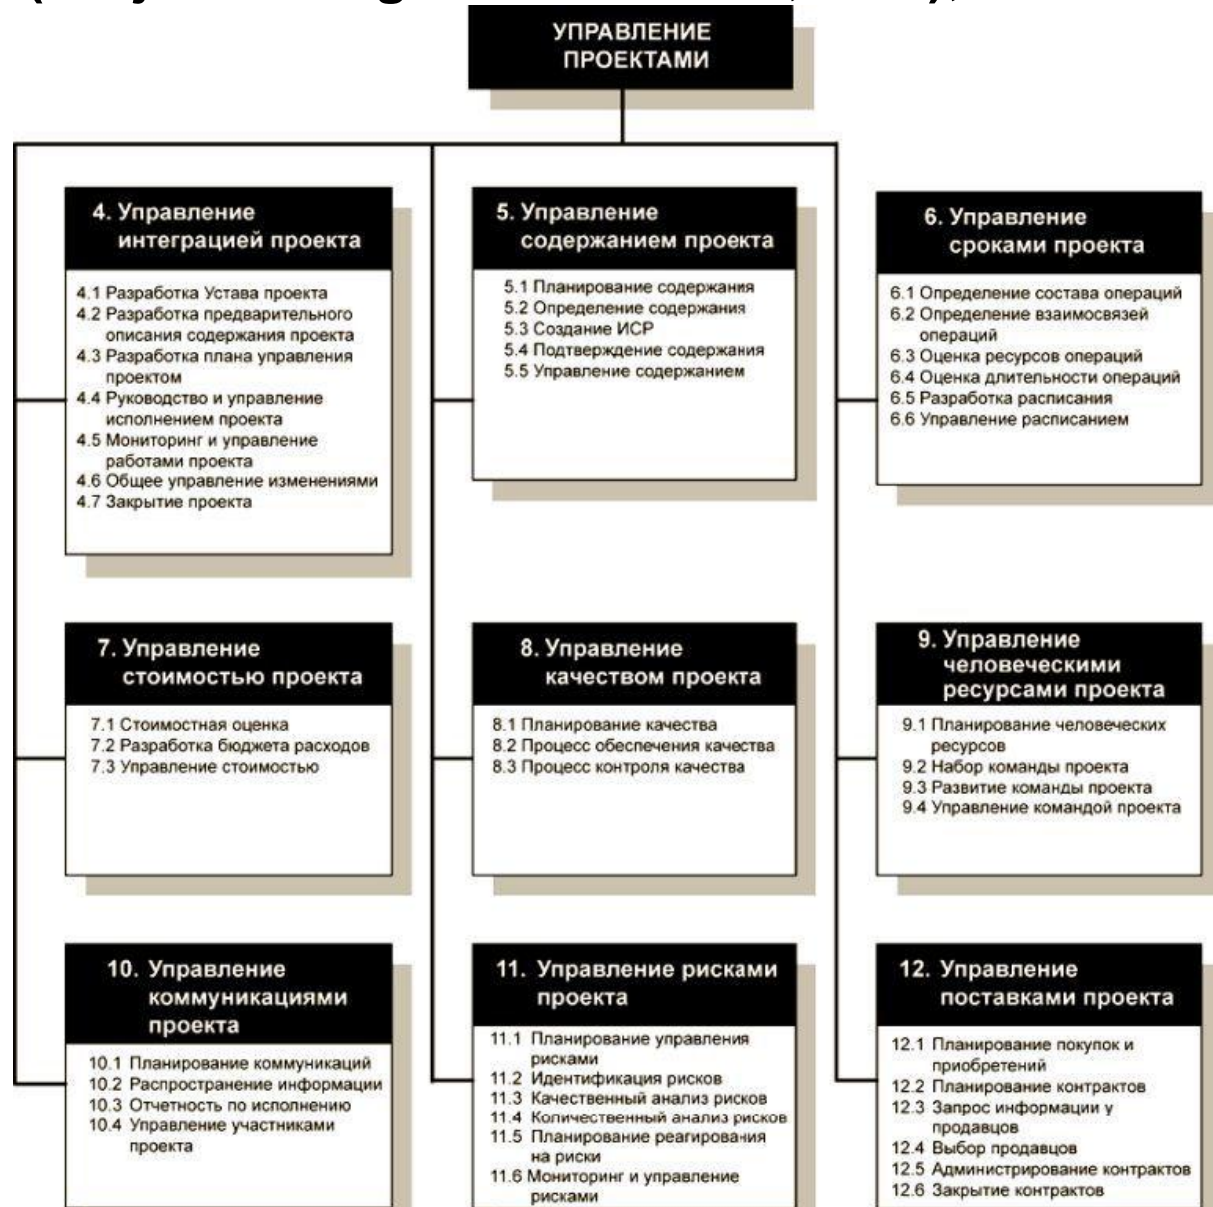 УПРАВЛЕНИЕ
ПРОЕКТАМИ
4. Управление
интеграцией проекта
4.1 Разработка Устава проекта
4.2 Разработка предварительного
описания содержания проекта
4.3 Разработка плана управления
проектом
4.4 Руководство и управление
исполнением проекта
4.5 Мониторинг и управление
работами проекта
4.6 Общее управление изменениями
4.7 Закрытие проекта
5. Управление
содержанием проекта
5.1 Планирование содержания
5.2 Определение содержания
5.3 Создание ИСР
5.4 Подтверждение содержания
5.5 Управление содержанием
6. Управление
сроками проекта
6.1 Определение состава операций
6.2 Определение взаимосвязей
операций
6.3 Оценка ресурсов операций
6.4 Оценка длительности операций
6.5 Разработка расписания
6.6 Управление расписанием
7. Управление
стоимостью проекта
7.1 Стоимостная оценка
7.2 Разработка бюджета расходов
7.3 Управление стоимостью
8. Управление
качеством проекта
8.1 Планирование качества
8.2 Процесс обеспечения качества
8.3 Процесс контроля качества
9. Управление
человеческими
ресурсами проекта
9.1 Планирование человеческих
ресурсов
9.2 Набор команды проекта
9.3 Развитие команды проекта
9.4 Управление командой проекта
10. Управление
коммуникациями
проекта
10.1 Планирование коммуникаций
10.2 Распространение информации
10.3 Отчетность по исполнению
10.4 Управление участниками
проекта
11. Управление рисками
проекта
11.1 Планирование управления
рисками
11.2 Идентификация рисков
11.3 Качественный анализ рисков
11.4 Количественный анализ рисков
11.5 Планирование реагирования
на риски
11.6 Мониторинг и управление
рисками
12. Управление
поставками проекта
12.1 Планирование покупок и
приобретений
12.2 Планирование контрактов
12.3 Запрос информации у
продавцов
12.4 Выбор продавцов
12.5 Администрирование контрактов
12.6 Закрытие контрактов